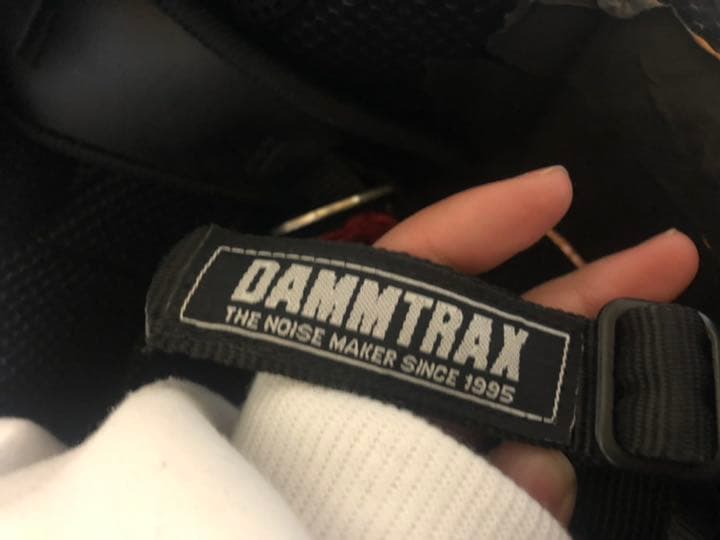 DAMMTRAX
THE NOISE MAKER SINCE 1995